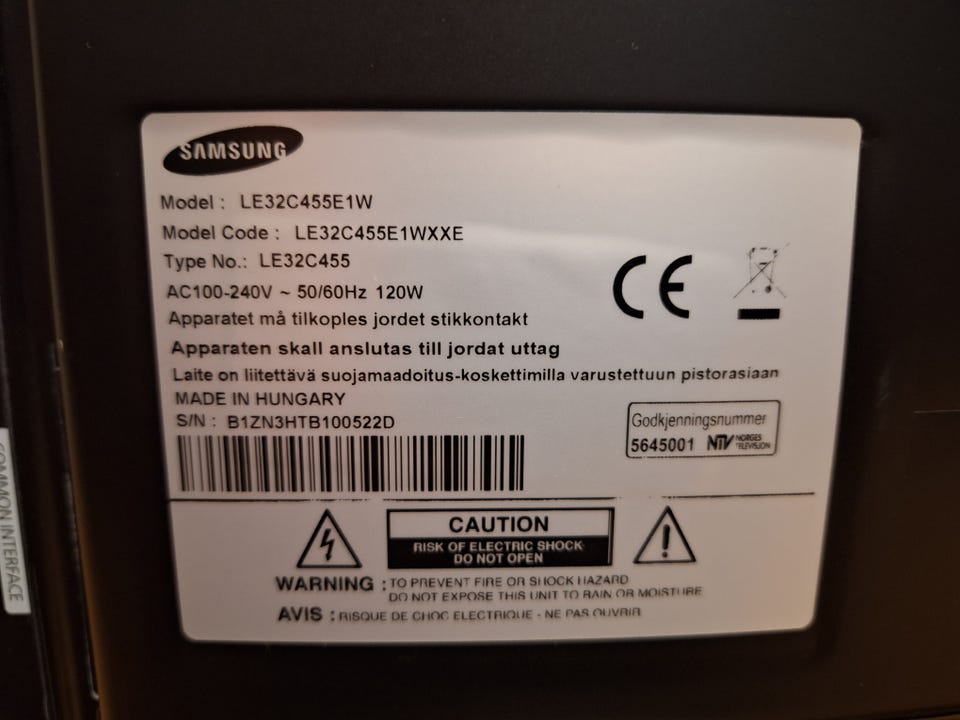 SAMSUNG
Model : LE32C455E1W
Model Code : LE32C455E1WXXE
Type No.: LE32C455
AC100-240V ~ 50/60Hz 120W
Apparatet må tilkoples jordet stikkontakt
Apparaten skall anslutas till jordat uttag
Laite on liitettävä suojamaadoitus-koskettimilla varustettuun pistorasiaan
MADE IN HUNGARY
S/N : B1ZN3HTB100522D
CE
Godkjenningsnummer
5645001 NTV NORGES
TELEVISJON
CAUTION
RISK OF ELECTRIC SHOCK
DO NOT OPEN
WARNING : TO PREVENT FIRE OR SHOCK HAZARD
DO NOT EXPOSE THIS UNIT TO RAIN OR MOISTURE
AVIS : RISQUE DE CHOC ELECTRIQUE - NE PAS OUVRIR
COMMON INTERFACE